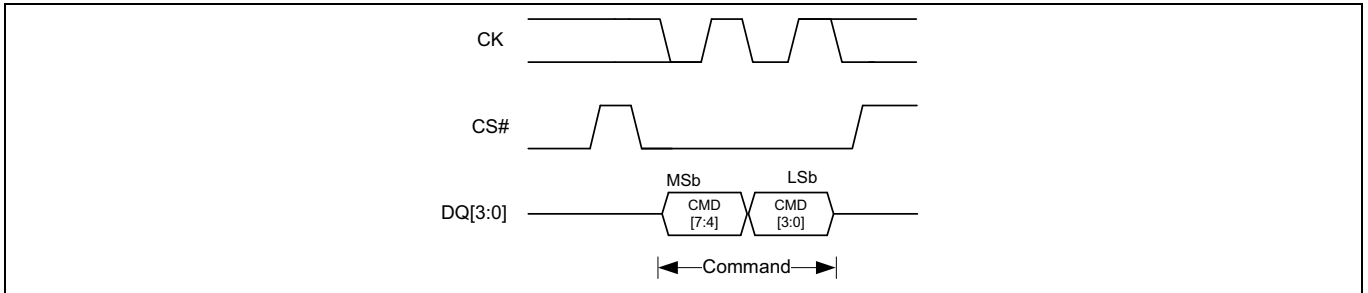 CK
CS#
MSb
LSb
DQ[3:0]
CMD
[7:4]
CMD
[3:0]
Command